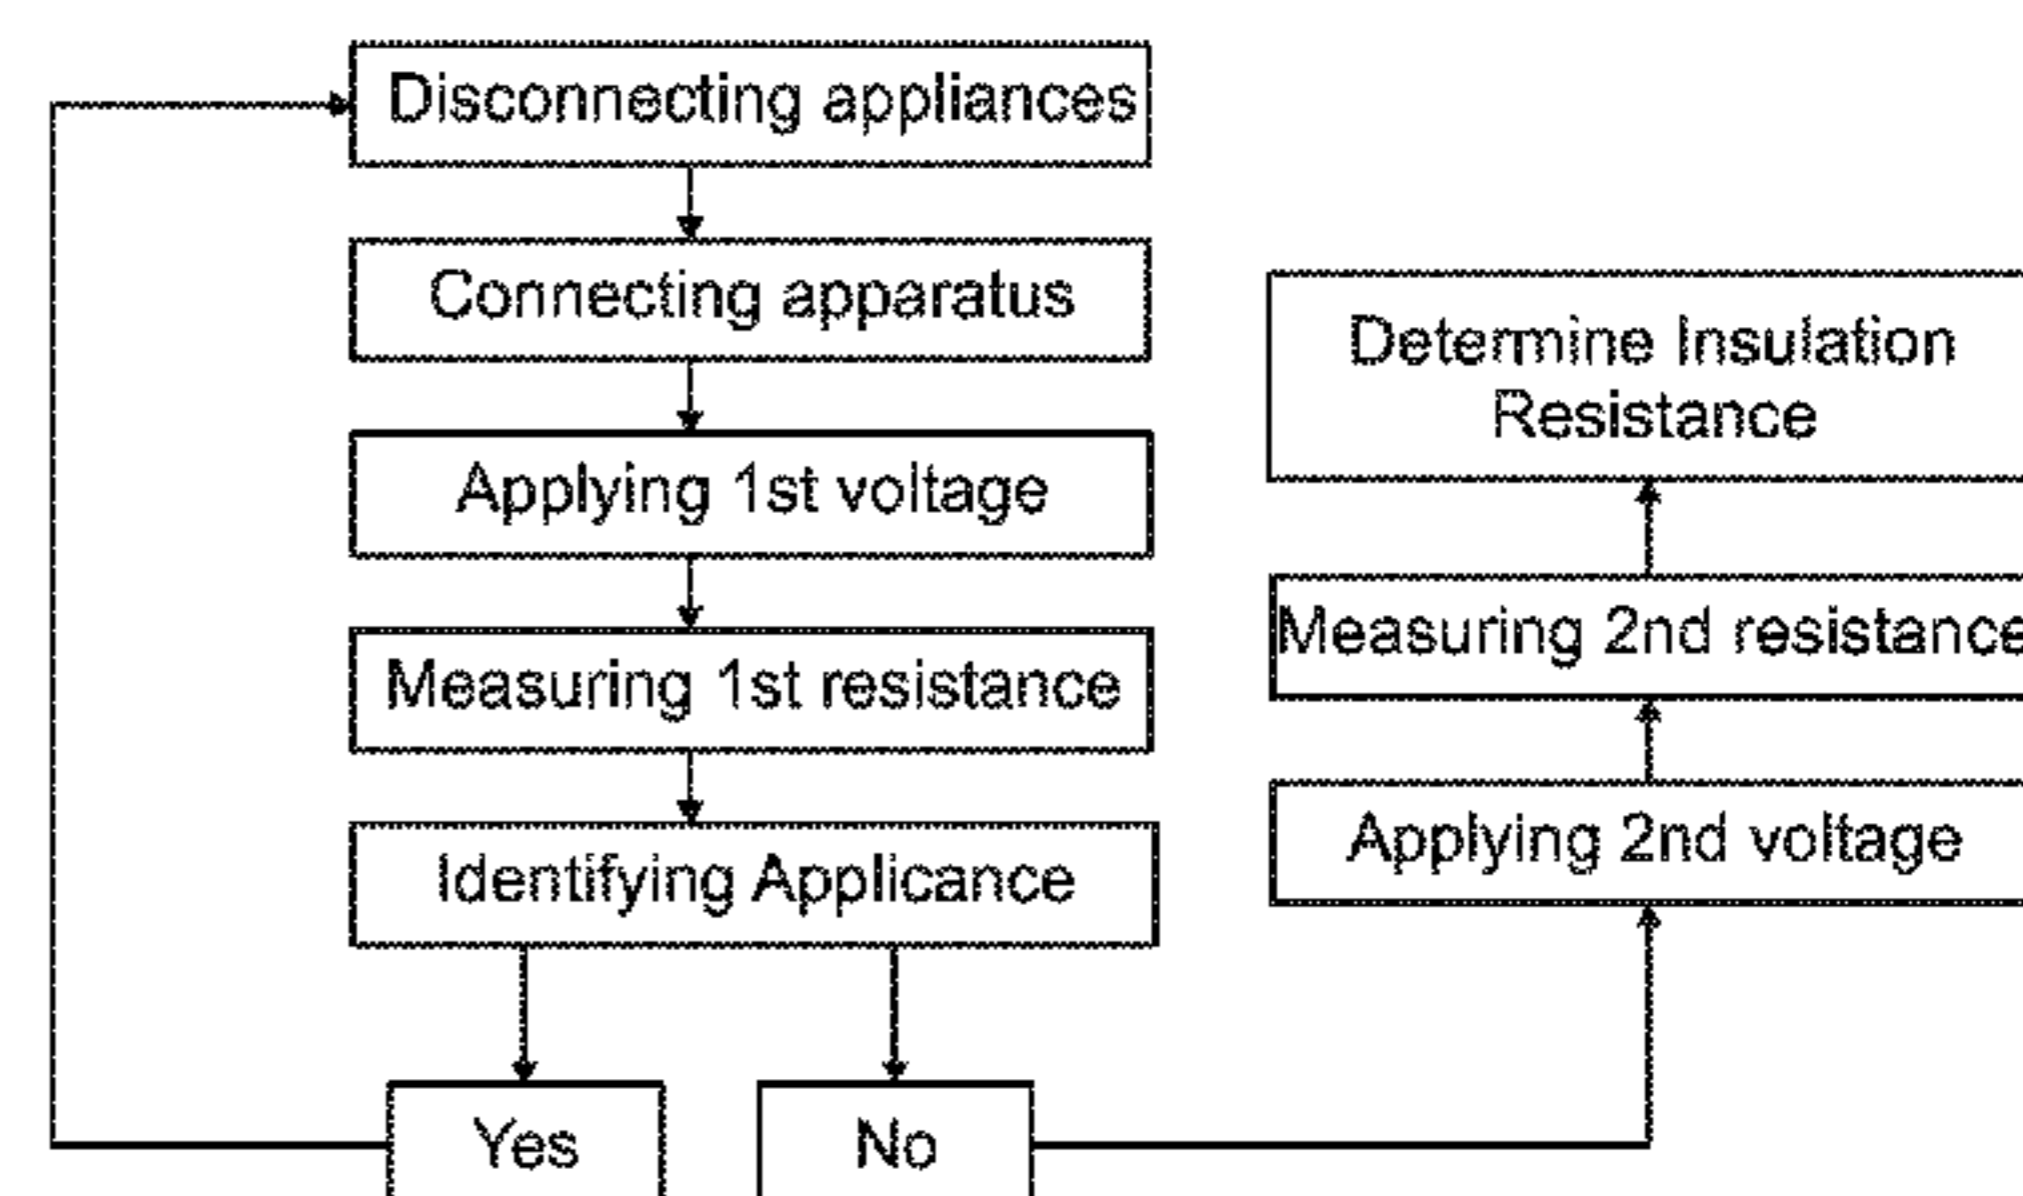 Disconnecting appliances
Connecting apparatus
Applying 1st voltage
Measuring 1st resistance
Identifying Applicance
Yes
No
Determine Insulation
Resistance
Measuring 2nd resistance
Applying 2nd voltage